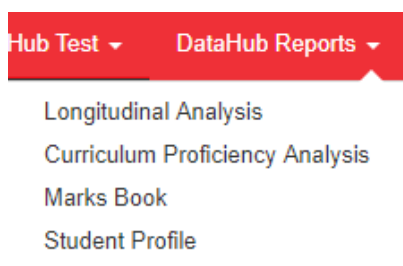 Hub Test DataHub Reports
Longitudinal Analysis
Curriculum Proficiency Analysis
Marks Book
Student Profile